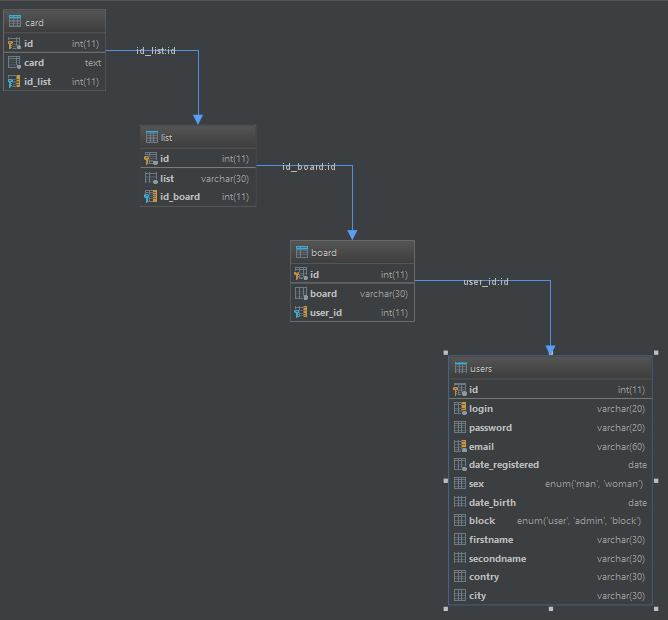 card
id int(11)
card text
id_list int(11)
id_list:id
list
id int(11)
list varchar(30)
id_board int(11)
id_board:id
board
id int(11)
board varchar(30)
user_id int(11)
user_id:id
users
id int(11)
login varchar(20)
password varchar(20)
email varchar(60)
date_registered date
sex enum('man', 'woman')
date_birth date
block enum('user', 'admin', 'block')
firstname varchar(30)
secondname varchar(30)
contry varchar(30)
city varchar(30)